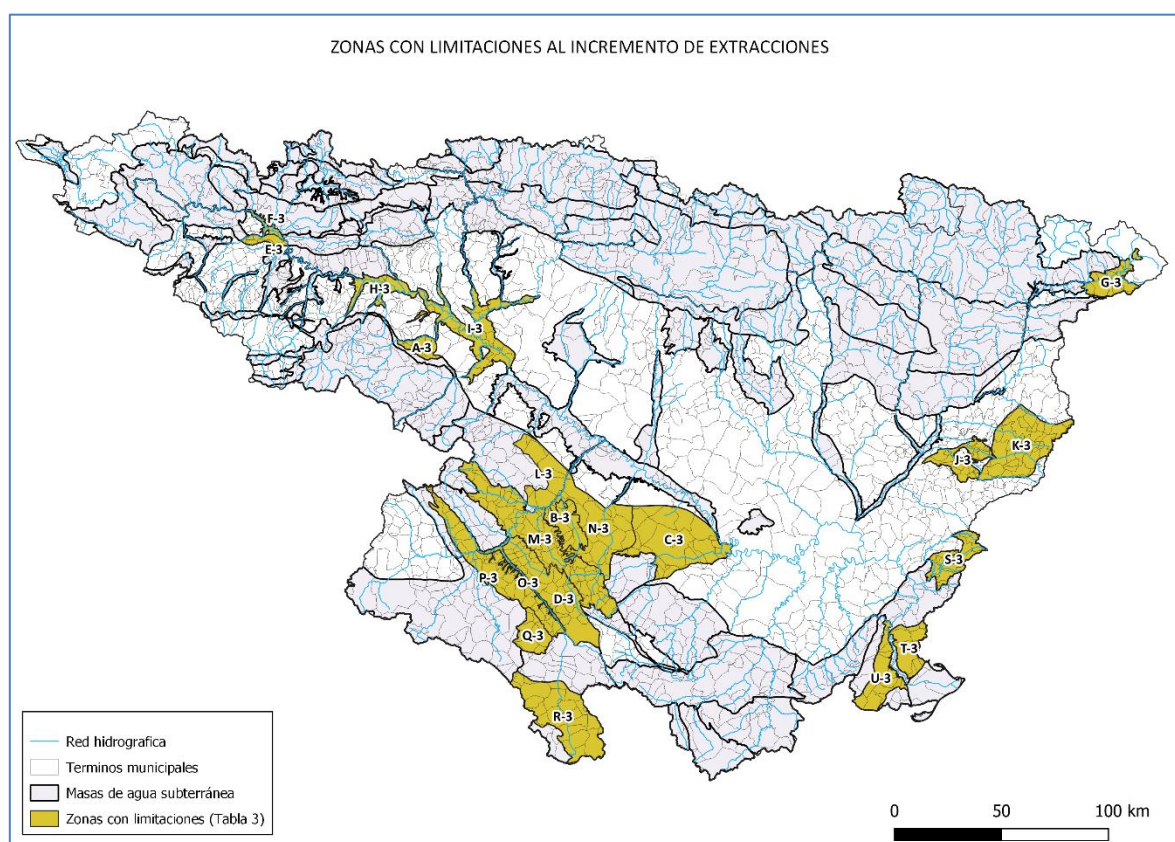 ZONAS CON LIMITACIONES AL INCREMENTO DE EXTRACCIONES
F-3
E-3
G-3
H-3
I-3
A-3
K-3
J-3
L-3
B-3
N-3
M-3
C-3
S-3
P-3
O-3
D-3
Q-3
T-3
U-3
R-3
Red hidrografica
Terminos municipales
Masas de agua subterránea
Zonas con limitaciones (Tabla 3)
0 50 100 km